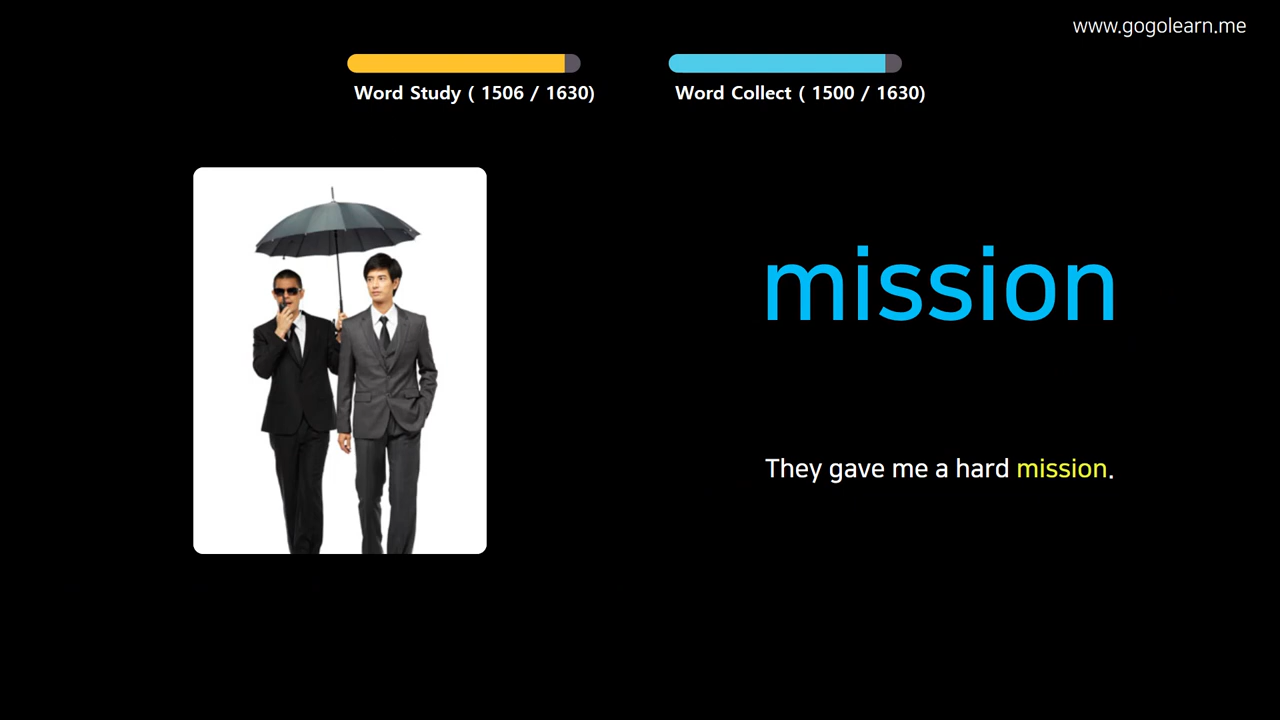 www.gogolearn.me
Word Study ( 1506 / 1630)
Word Collect ( 1500 / 1630)
mission
They gave me a hard mission.